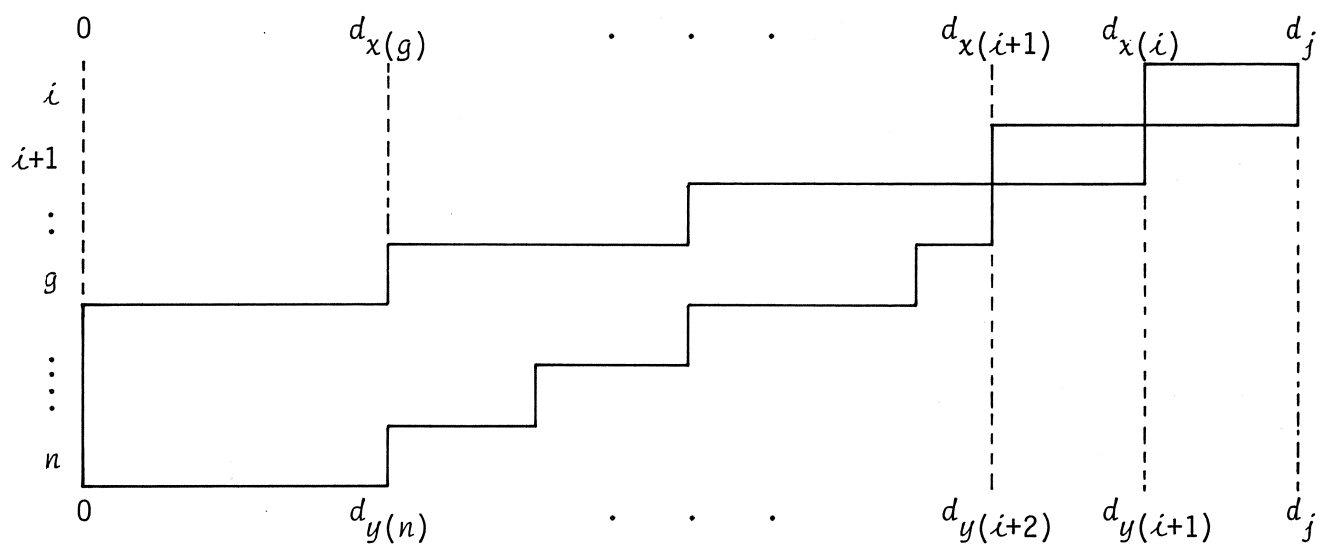 0 d_x(g) . . . d_x(i+1) d_x(i) d_j
i
i+1
:
g
⋮
n
0 d_y(n) . . . d_y(i+2) d_y(i+1) d_j